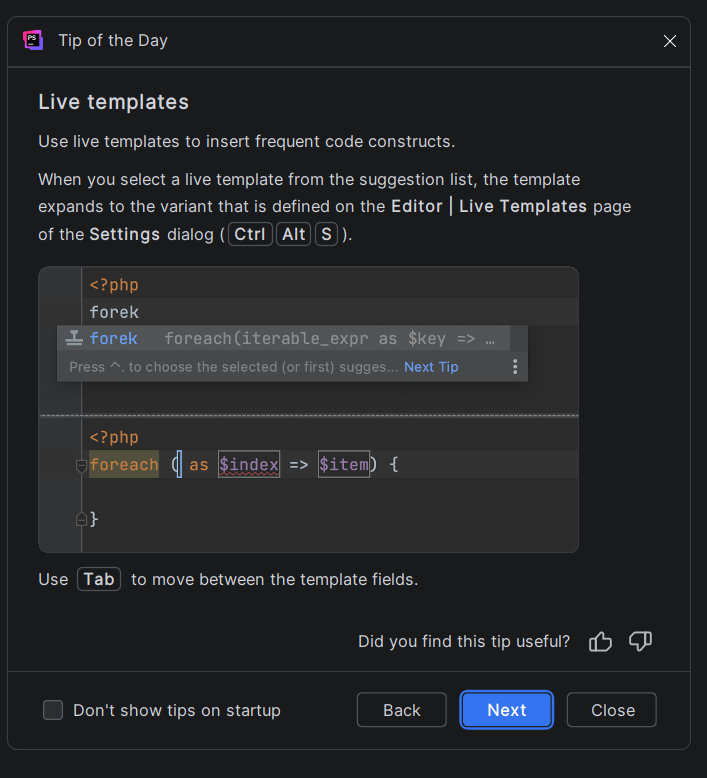 PS
Tip of the Day
Live templates
Use live templates to insert frequent code constructs.
When you select a live template from the suggestion list, the template
expands to the variant that is defined on the Editor | Live Templates page
of the Settings dialog ( Ctrl Alt S ).
<?php
forek
forek foreach(iterable_expr as $key => …
Press ^. to choose the selected (or first) sugges... Next Tip
<?php
foreach ( as $index => $item) {
}
Use Tab to move between the template fields.
Did you find this tip useful?
Don't show tips on startup
Back
Next
Close